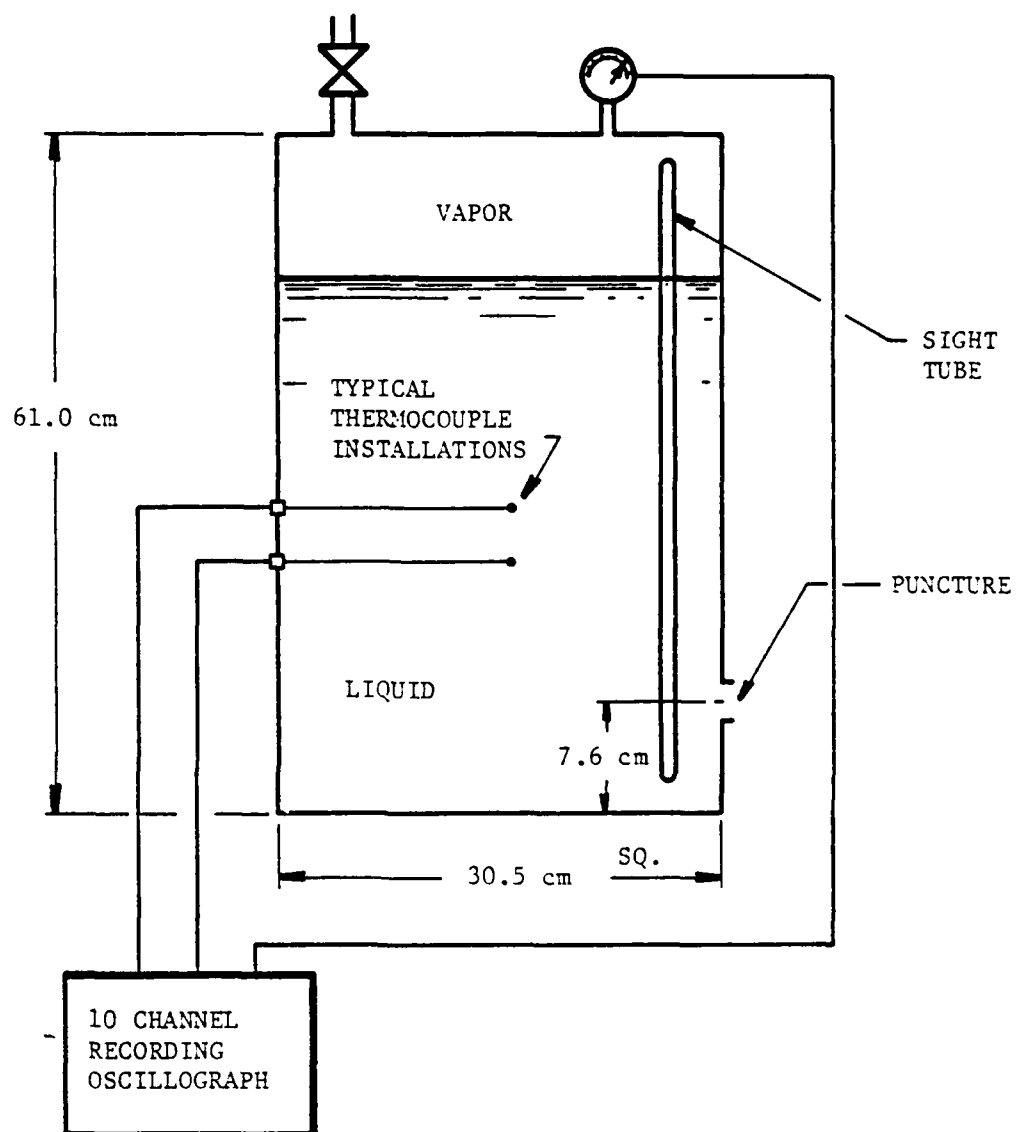 VAPOR
SIGHT
TUBE
TYPICAL
THERMOCOUPLE
INSTALLATIONS
61.0 cm
PUNCTURE
LIQUID
7.6 cm
SQ.
30.5 cm
10 CHANNEL
RECORDING
OSCILLOGRAPH